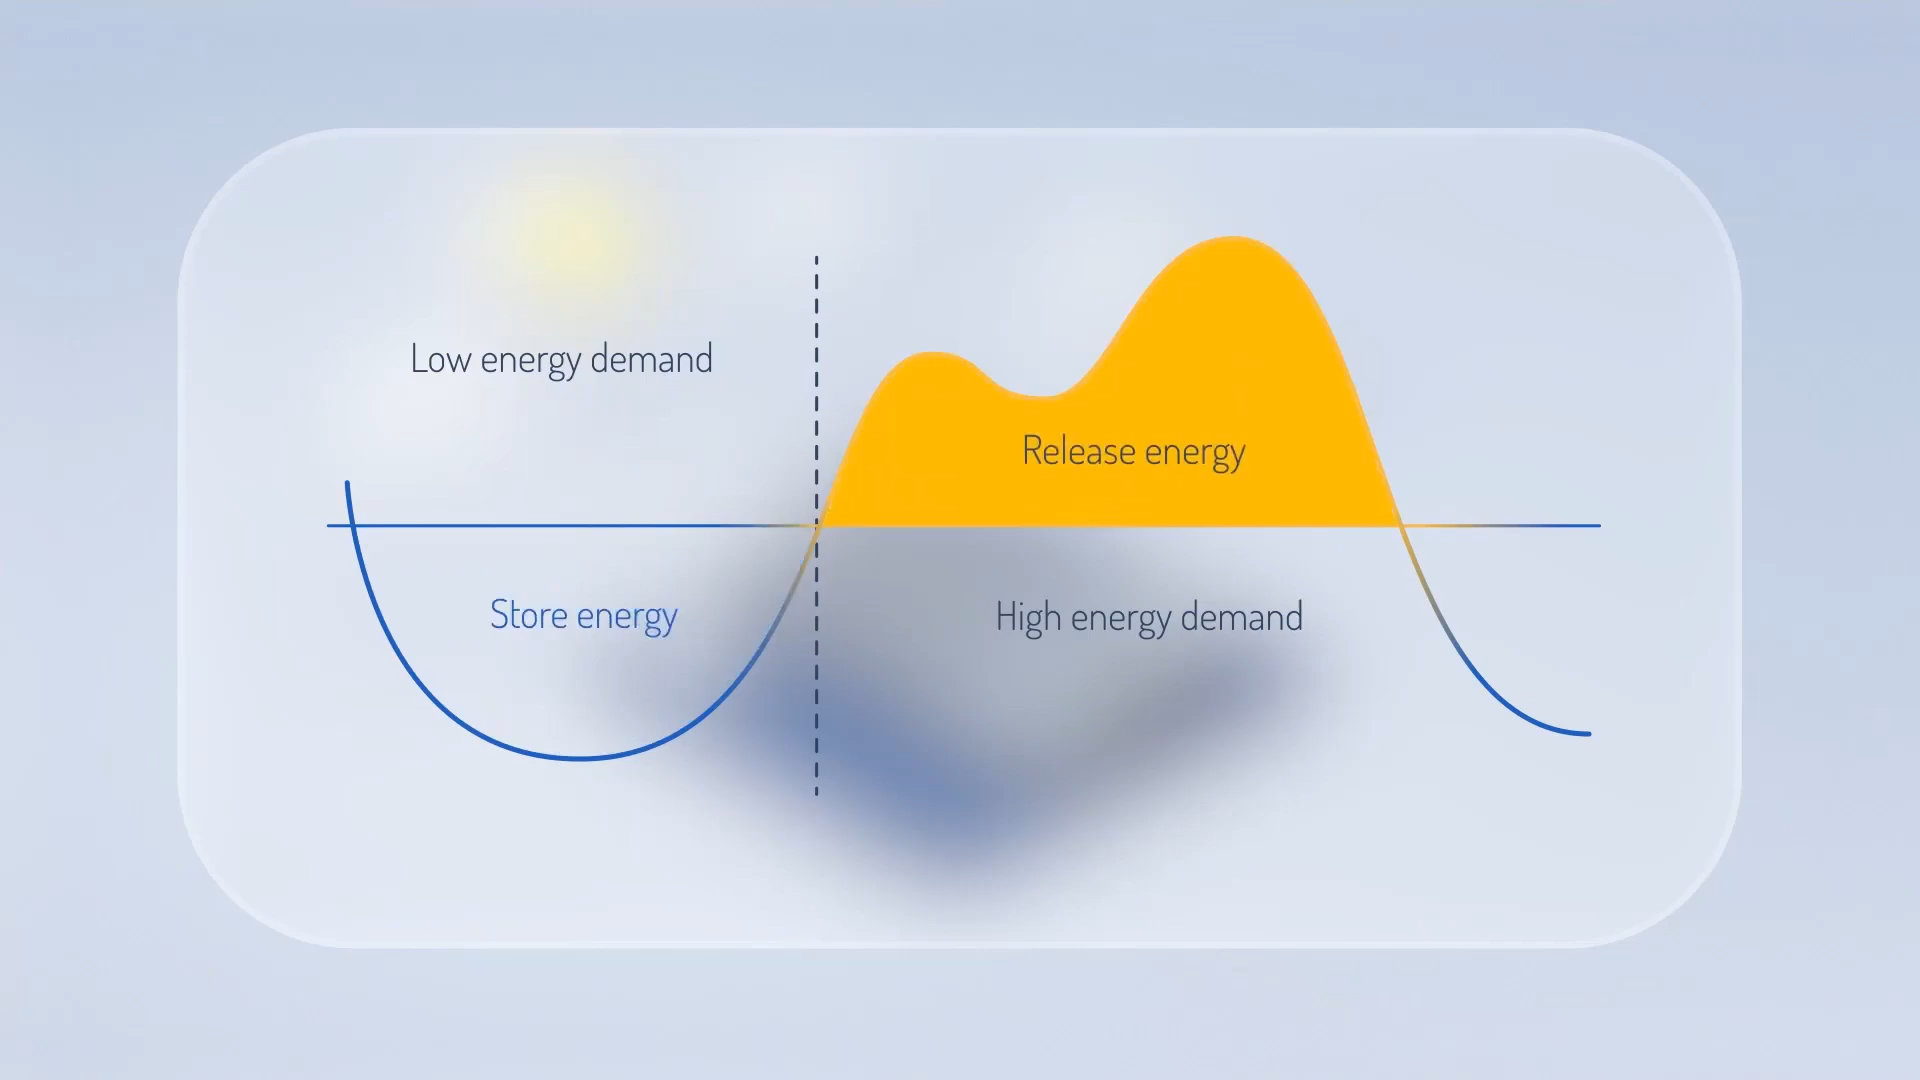 Low energy demand
Release energy
Store energy
High energy demand